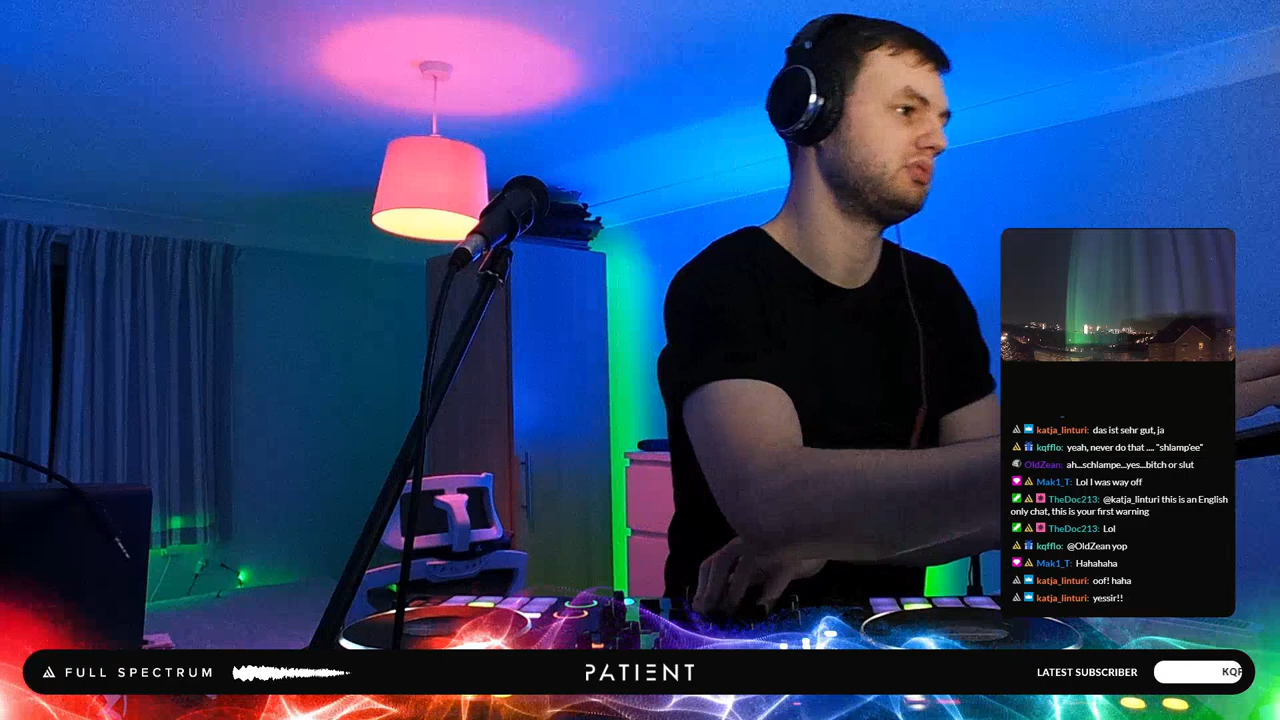 katja_linturi: das ist sehr gut, ja
kqfflo: yeah, never do that .... "shlamp'ee"
OldZean: ah...schlampe...yes...bitch or slut
Mak1_T: Lol I was way off
TheDoc213: @katja_linturi this is an English
only chat, this is your first warning
TheDoc213: Lol
kqfflo: @OldZean yop
Mak1_T: Hahahaha
katja_linturi: oof! haha
katja_linturi: yessir!!
FULL SPECTRUM
PATIENT
LATEST SUBSCRIBER